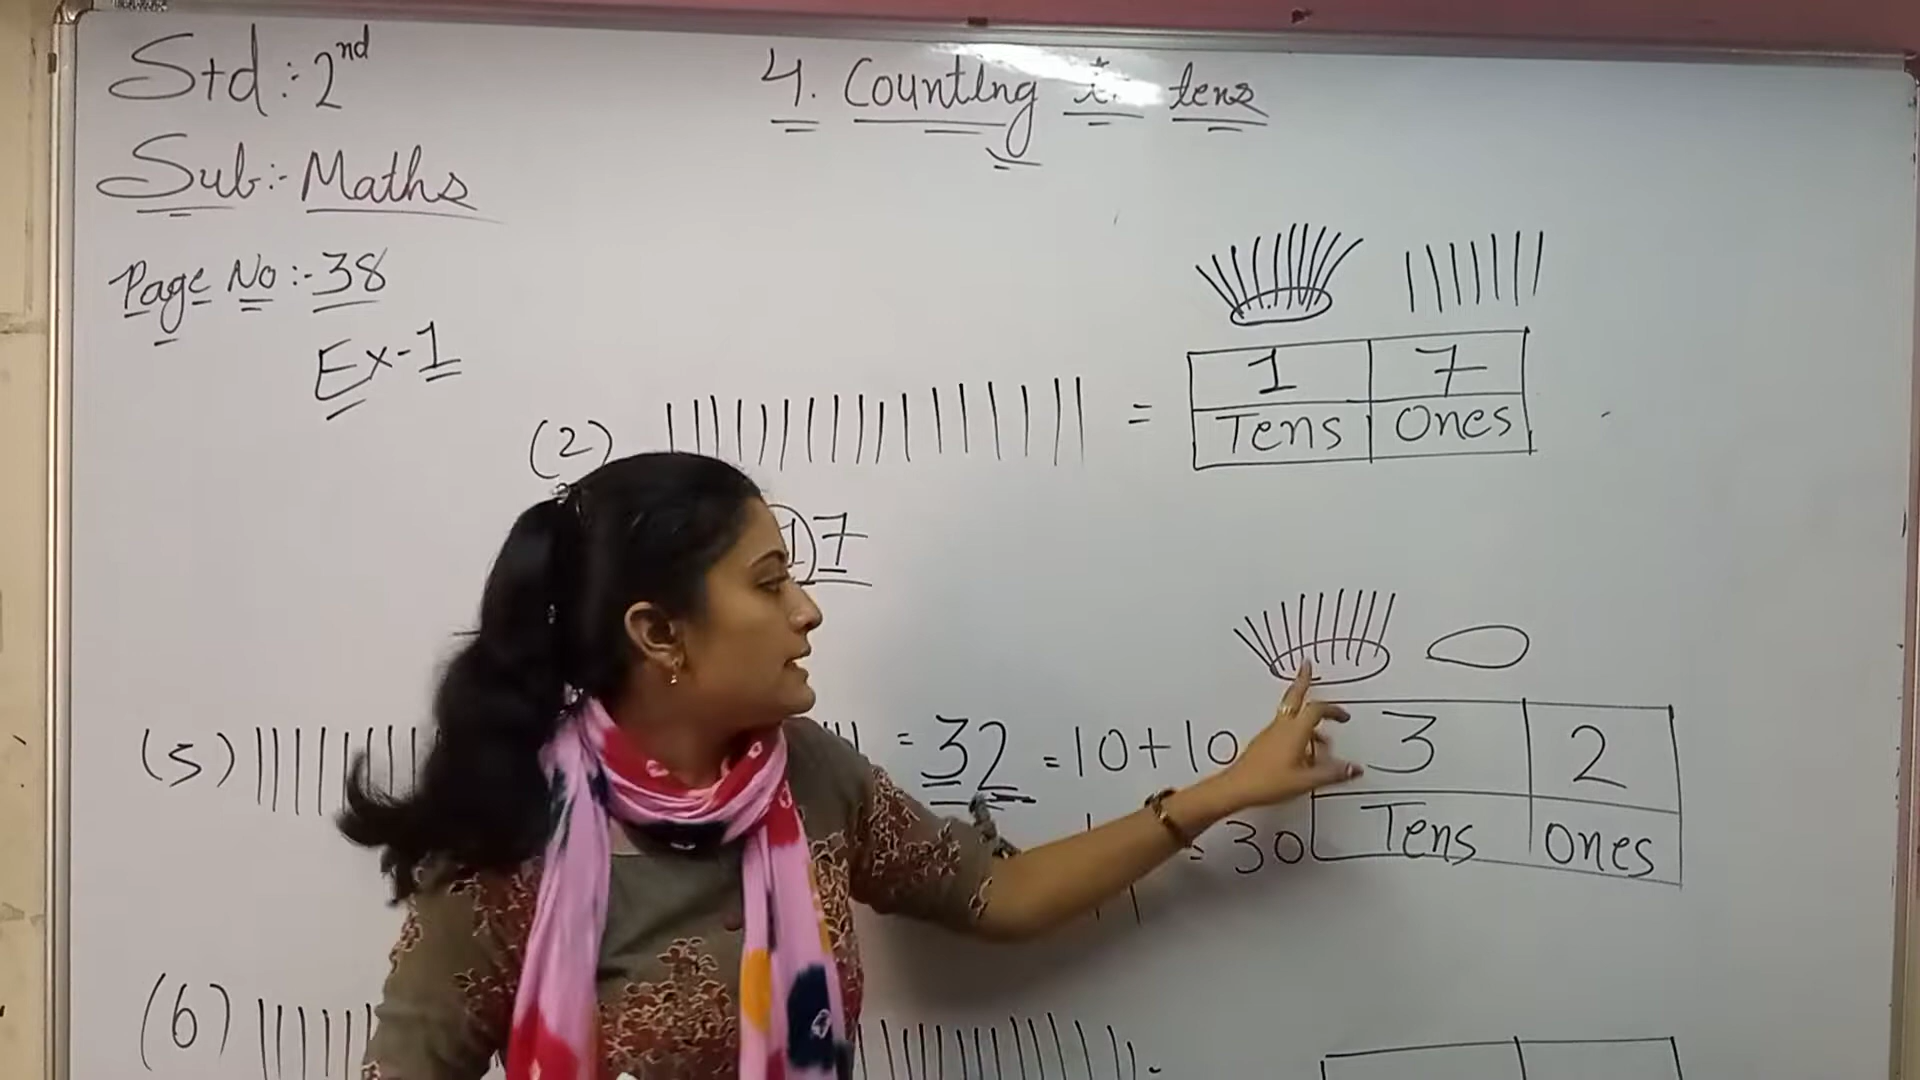 Std:- 2nd
4. Counting in tens
Sub:- Maths
Page No:- 38
Ex-1
1 7
Tens Ones
(2) =
17
(5) = 32 = 10+10
3 2
= 30
Tens Ones
(6)